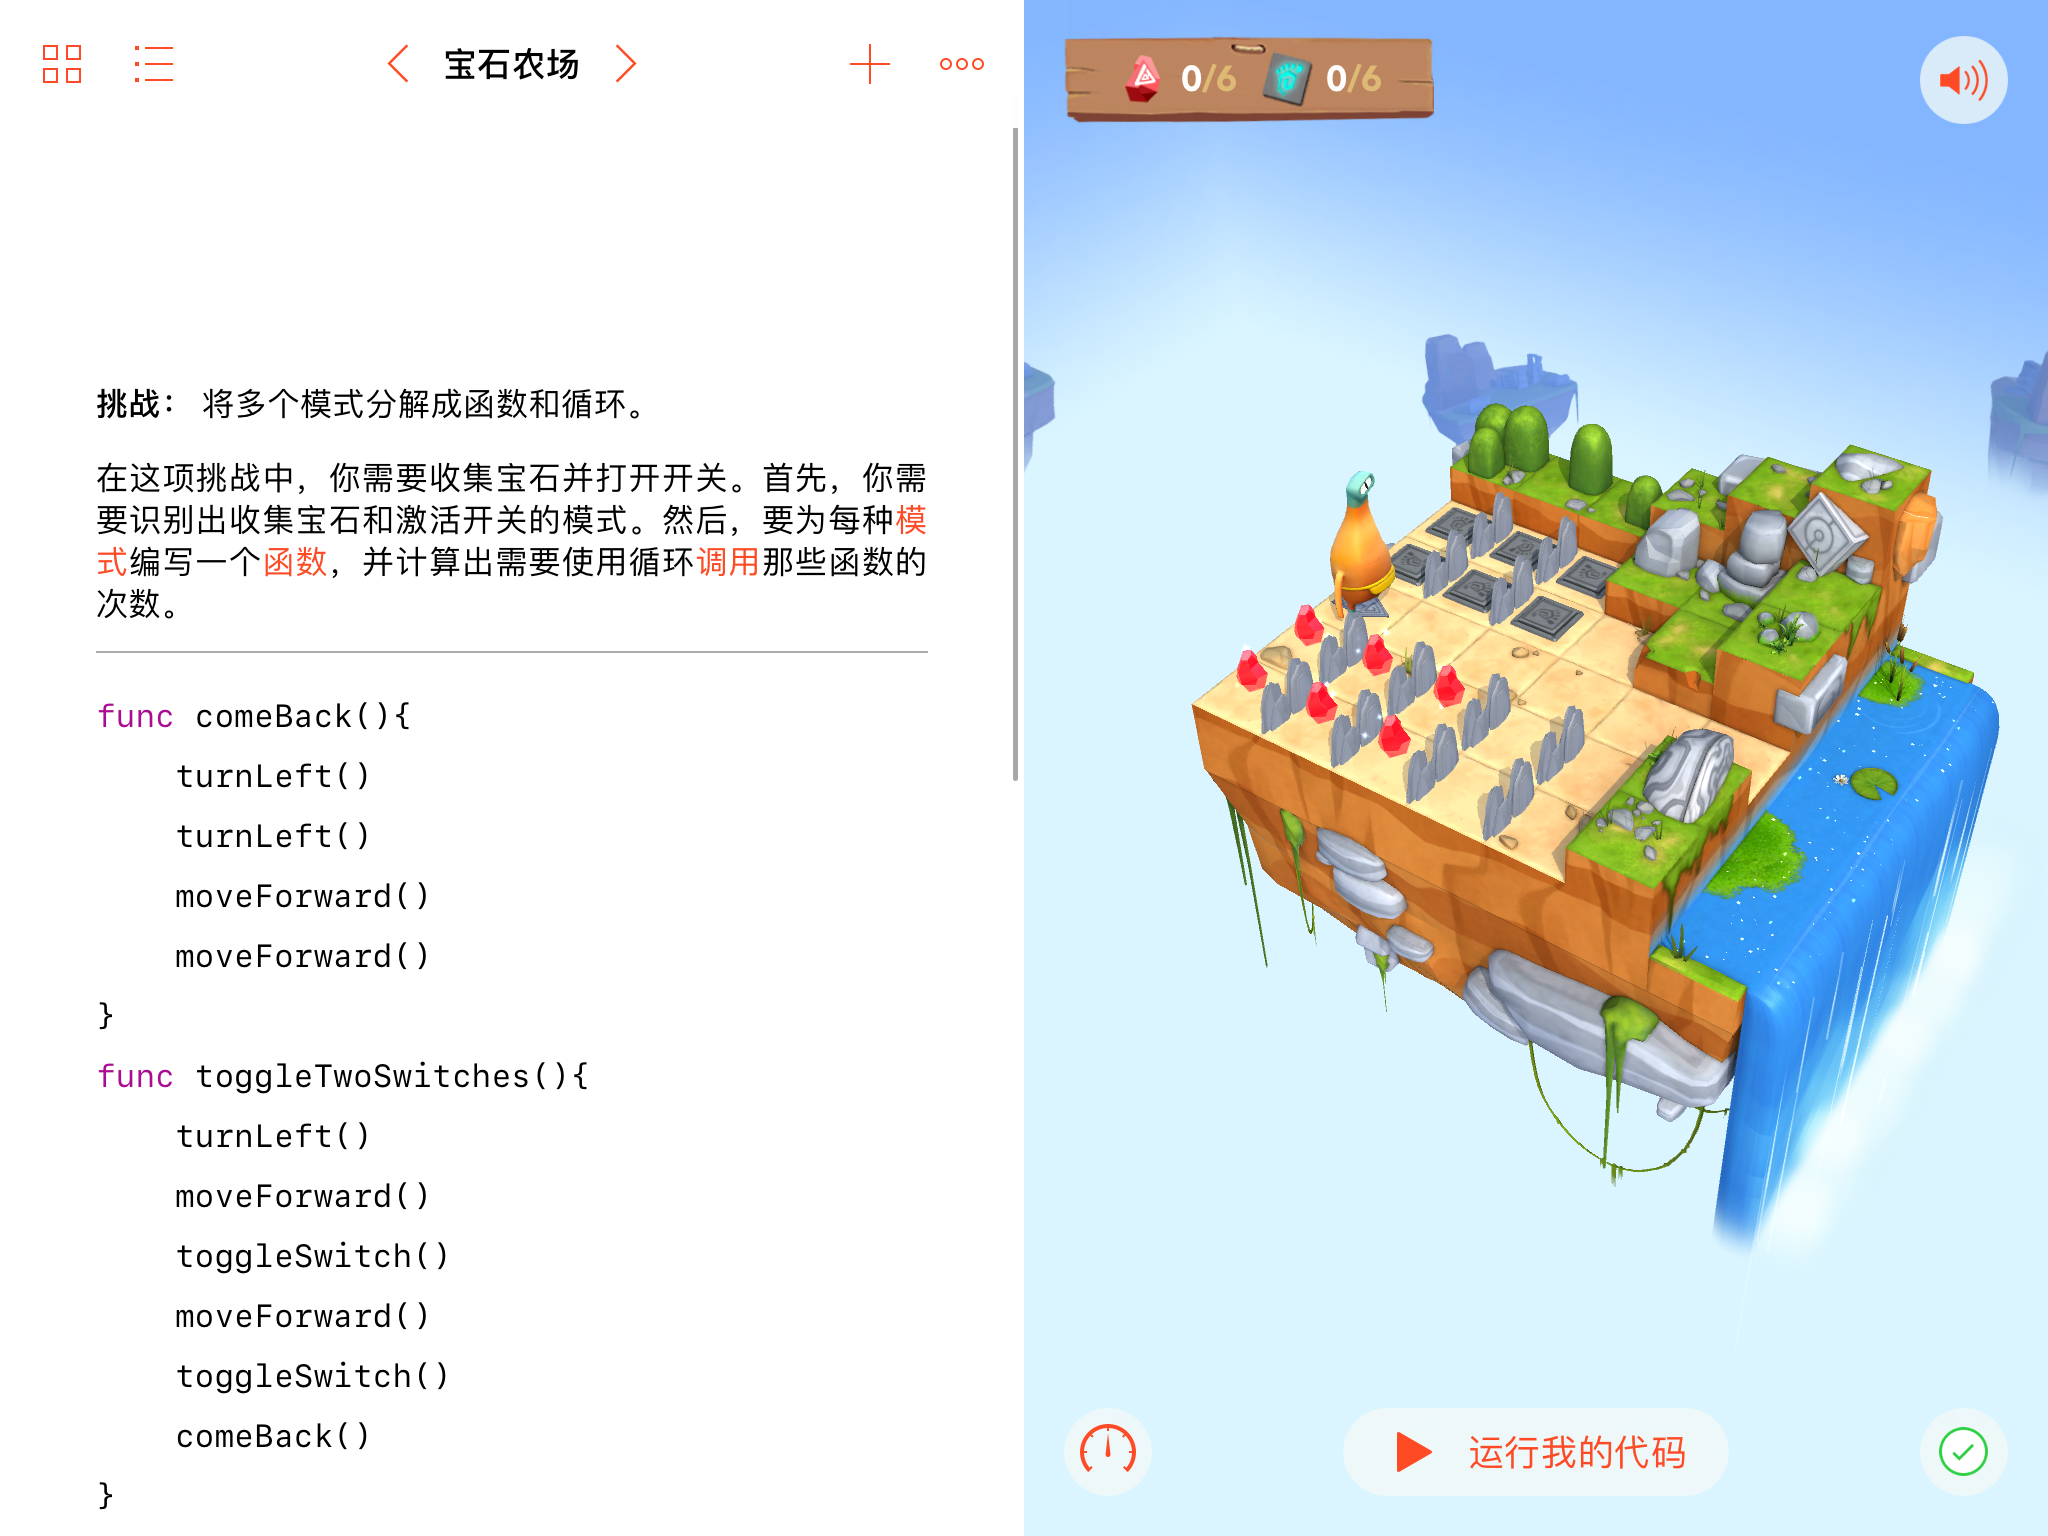 宝石农场
挑战： 将多个模式分解成函数和循环。
在这项挑战中，你需要收集宝石并打开开关。首先，你需
要识别出收集宝石和激活开关的模式。然后，要为每种模
式编写一个函数，并计算出需要使用循环调用那些函数的
次数。
func comeBack(){
turnLeft()
turnLeft()
moveForward()
moveForward()
}
func toggleTwoSwitches(){
turnLeft()
moveForward()
toggleSwitch()
moveForward()
toggleSwitch()
comeBack()
}
0/6 0/6
运行我的代码